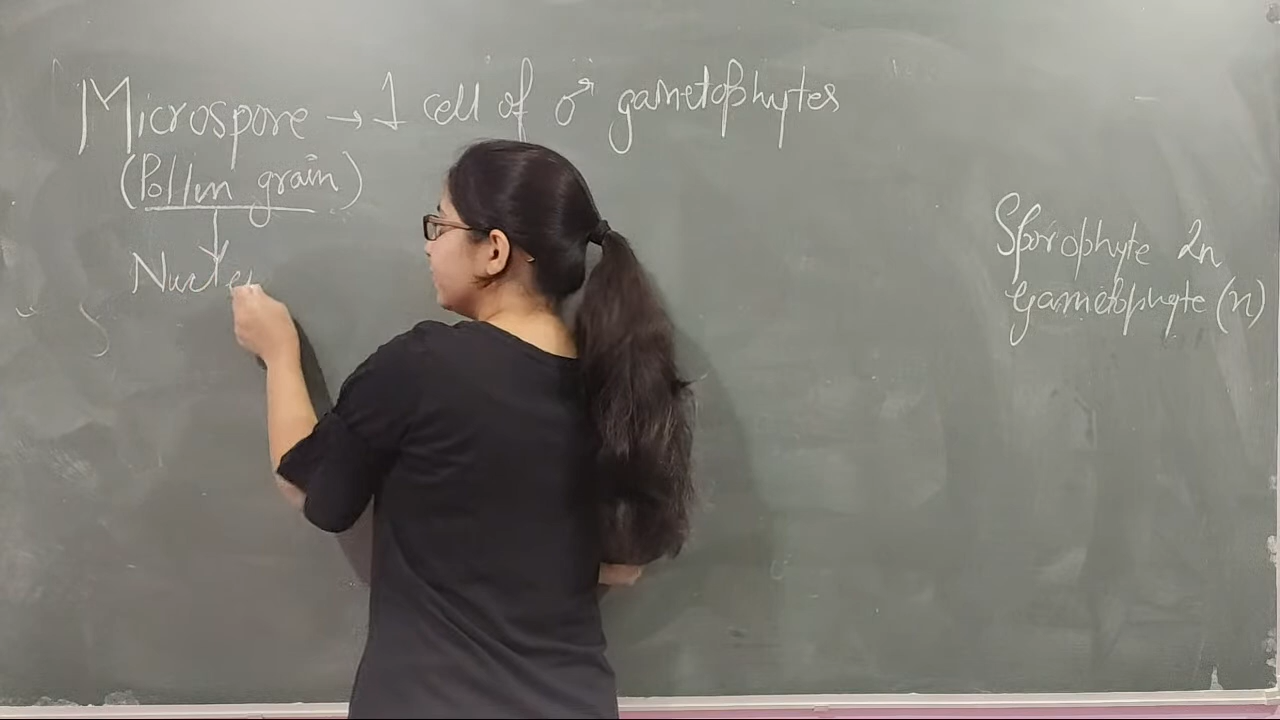 Microspore → 1 cell of ♂ gametophytes
(Pollen grain)
↓
Nucle
Sporophyte 2n
Gametophyte (n)